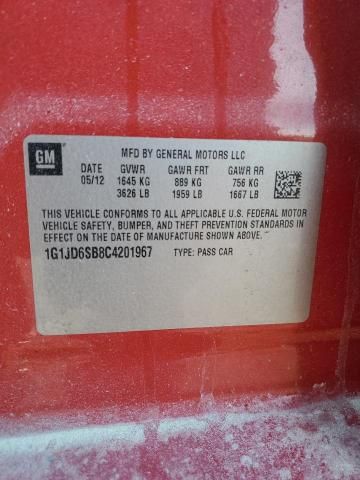 GM
MFD BY GENERAL MOTORS LLC
DATE GVWR GAWR FRT GAWR RR
05/12 1645 KG 889 KG 756 KG
3626 LB 1959 LB 1667 LB
THIS VEHICLE CONFORMS TO ALL APPLICABLE U.S. FEDERAL MOTOR
VEHICLE SAFETY, BUMPER, AND THEFT PREVENTION STANDARDS IN
EFFECT ON THE DATE OF MANUFACTURE SHOWN ABOVE.
1G1JD6SB8C4201967 TYPE: PASS CAR